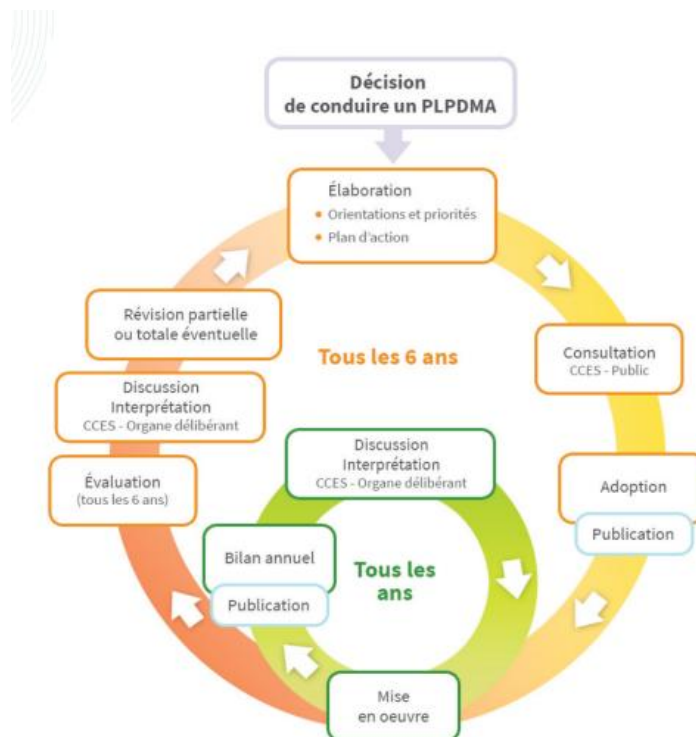 Décision
de conduire un PLPDMA
Élaboration
• Orientations et priorités
• Plan d'action
Révision partielle
ou totale éventuelle
Tous les 6 ans
Consultation
CCES - Public
Discussion
Interprétation
CCES - Organe délibérant
Discussion
Interprétation
CCES - Organe délibérant
Évaluation
(tous les 6 ans)
Adoption
Publication
Bilan annuel
Publication
Tous les
ans
Mise
en oeuvre